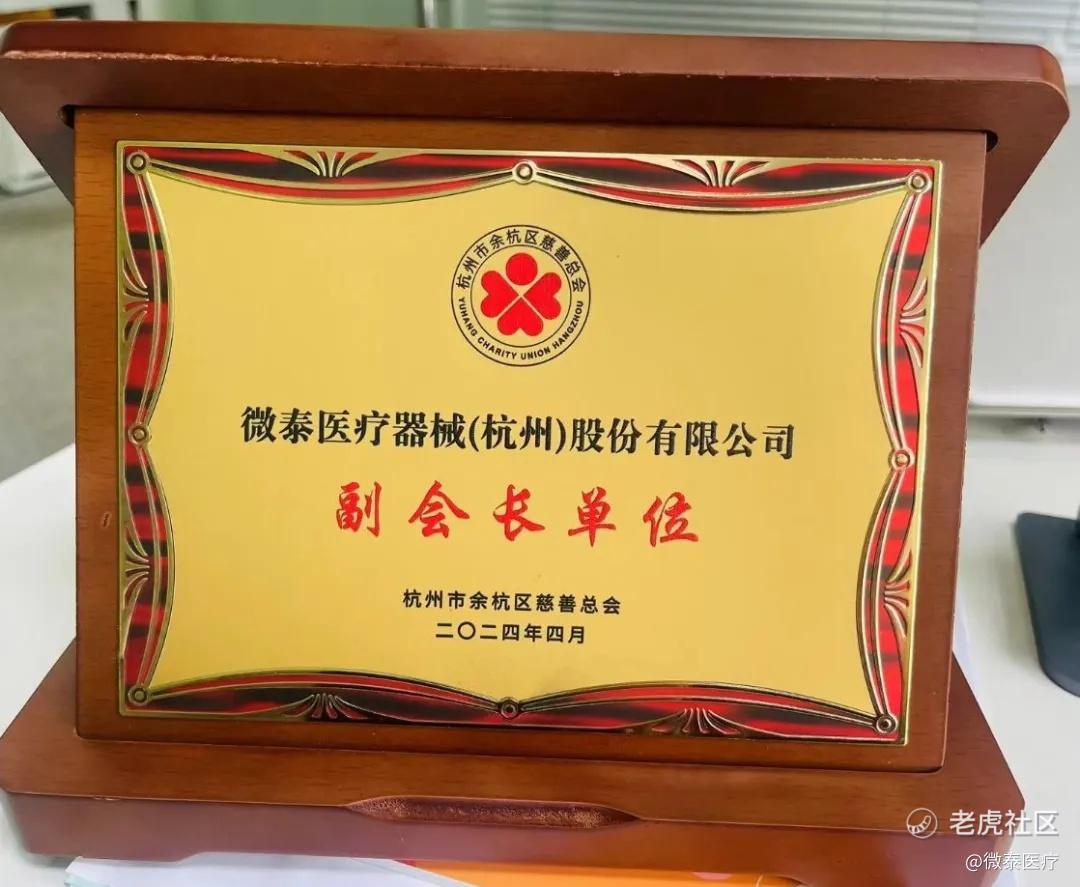 杭州市余杭区慈善总会
YUHANG CHARITY UNION HANGZHOU
微泰医疗器械(杭州)股份有限公司
副会长单位
杭州市余杭区慈善总会
二〇二四年四月
老虎社区
@微泰医疗